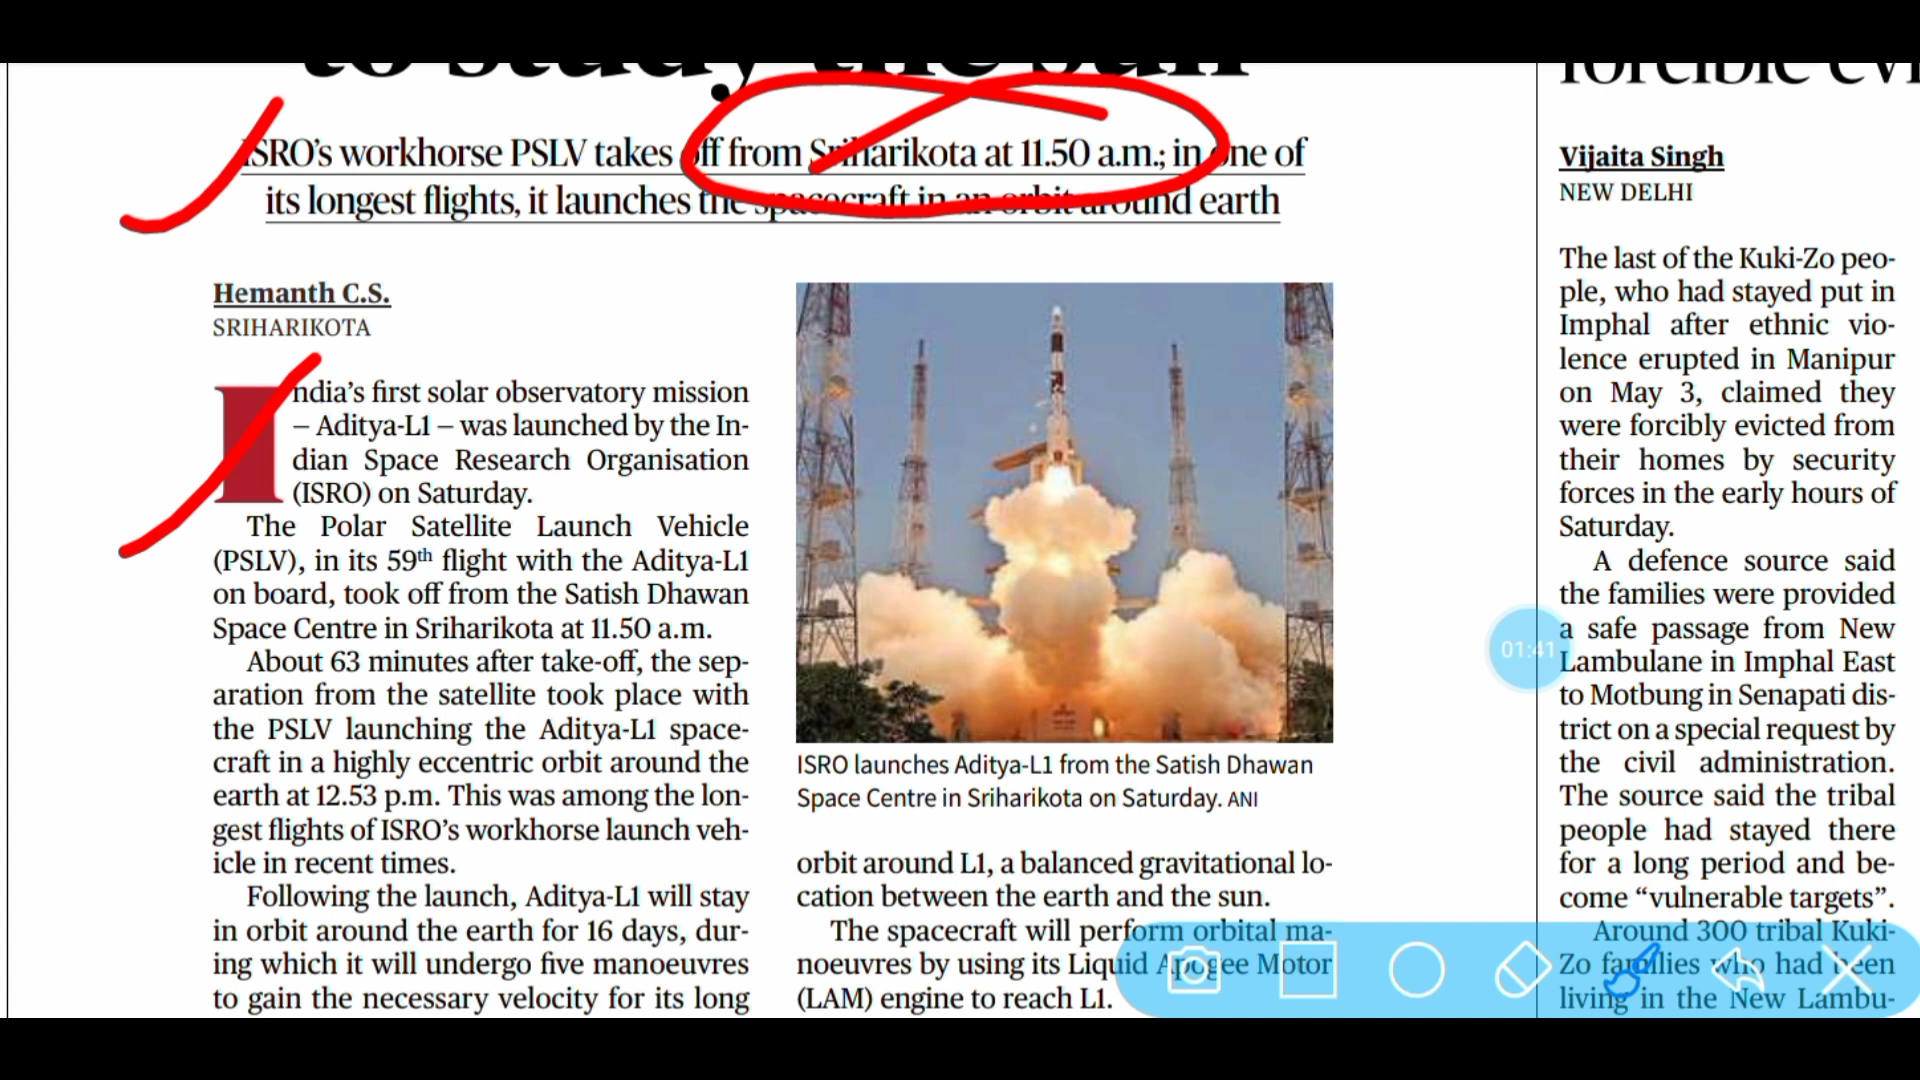 to study the Sun
forcible evi
ISRO’s workhorse PSLV takes off from Sriharikota at 11.50 a.m.; in one of
its longest flights, it launches the spacecraft in an orbit around earth
Hemanth C.S.
SRIHARIKOTA
India’s first solar observatory mission
– Aditya-L1 – was launched by the In-
dian Space Research Organisation
(ISRO) on Saturday.
The Polar Satellite Launch Vehicle
(PSLV), in its 59th flight with the Aditya-L1
on board, took off from the Satish Dhawan
Space Centre in Sriharikota at 11.50 a.m.
About 63 minutes after take-off, the sep-
aration from the satellite took place with
the PSLV launching the Aditya-L1 space-
craft in a highly eccentric orbit around the
earth at 12.53 p.m. This was among the lon-
gest flights of ISRO’s workhorse launch veh-
icle in recent times.
Following the launch, Aditya-L1 will stay
in orbit around the earth for 16 days, dur-
ing which it will undergo five manoeuvres
to gain the necessary velocity for its long
ISRO launches Aditya-L1 from the Satish Dhawan
Space Centre in Sriharikota on Saturday. ANI
orbit around L1, a balanced gravitational lo-
cation between the earth and the sun.
The spacecraft will perform orbital ma-
noeuvres by using its Liquid Apogee Motor
(LAM) engine to reach L1.
Vijaita Singh
NEW DELHI
The last of the Kuki-Zo peo-
ple, who had stayed put in
Imphal after ethnic vio-
lence erupted in Manipur
on May 3, claimed they
were forcibly evicted from
their homes by security
forces in the early hours of
Saturday.
A defence source said
the families were provided
a safe passage from New
Lambulane in Imphal East
to Motbung in Senapati dis-
trict on a special request by
the civil administration.
The source said the tribal
people had stayed there
for a long period and be-
come “vulnerable targets”.
Around 300 tribal Kuki-
Zo families who had been
living in the New Lambu-
01:41